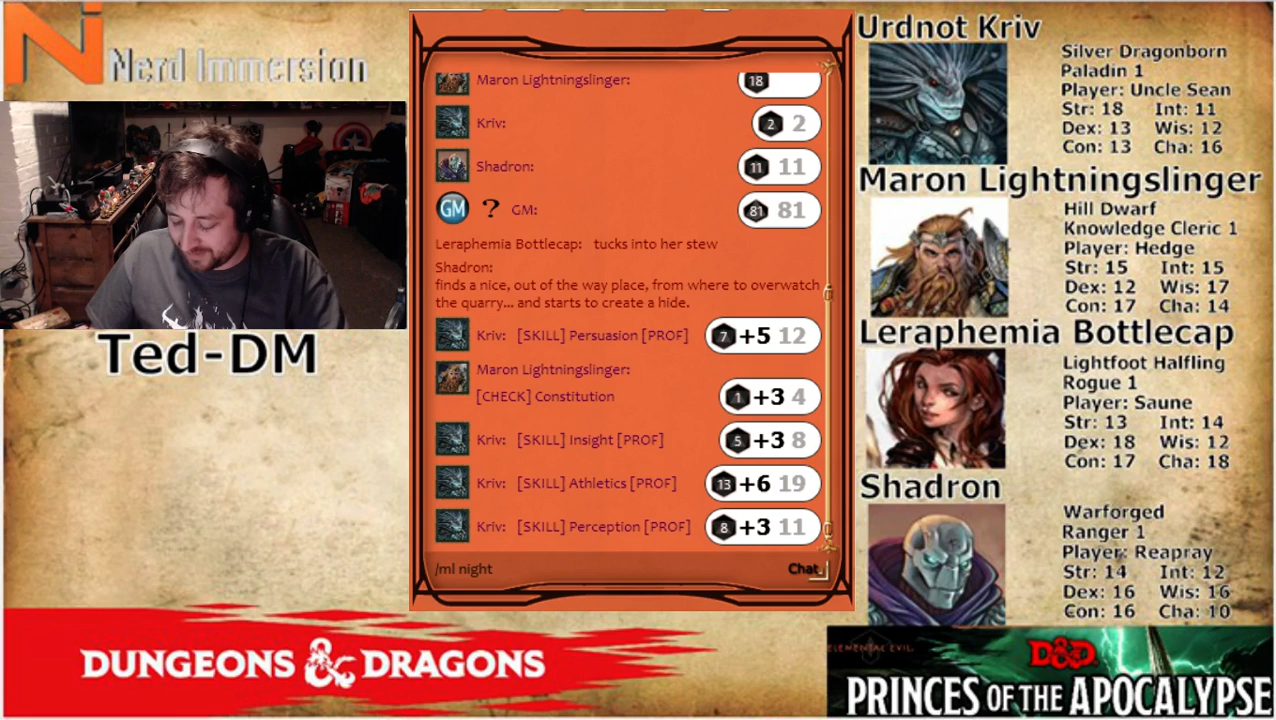 Nerd Immersion
Ted-DM
Maron Lightningslinger: 18
Kriv: 2 2
Shadron: 11 11
GM ? GM: 81 81
Leraphemia Bottlecap: tucks into her stew
Shadron:
finds a nice, out of the way place, from where to overwatch
the quarry... and starts to create a hide.
Kriv: [SKILL] Persuasion [PROF] 7 +5 12
Maron Lightningslinger:
[CHECK] Constitution 1 +3 4
Kriv: [SKILL] Insight [PROF] 5 +3 8
Kriv: [SKILL] Athletics [PROF] 13 +6 19
Kriv: [SKILL] Perception [PROF] 8 +3 11
/ml night Chat
Urdnot Kriv
Silver Dragonborn
Paladin 1
Player: Uncle Sean
Str: 18 Int: 11
Dex: 13 Wis: 12
Con: 13 Cha: 16
Maron Lightningslinger
Hill Dwarf
Knowledge Cleric 1
Player: Hedge
Str: 15 Int: 15
Dex: 12 Wis: 17
Con: 17 Cha: 14
Leraphemia Bottlecap
Lightfoot Halfling
Rogue 1
Player: Saune
Str: 13 Int: 14
Dex: 18 Wis: 12
Con: 17 Cha: 18
Shadron
Warforged
Ranger 1
Player: Reapray
Str: 14 Int: 12
Dex: 16 Wis: 16
Con: 16 Cha: 10
DUNGEONS & DRAGONS
ELEMENTAL EVIL
D&D
PRINCES OF THE APOCALYPSE